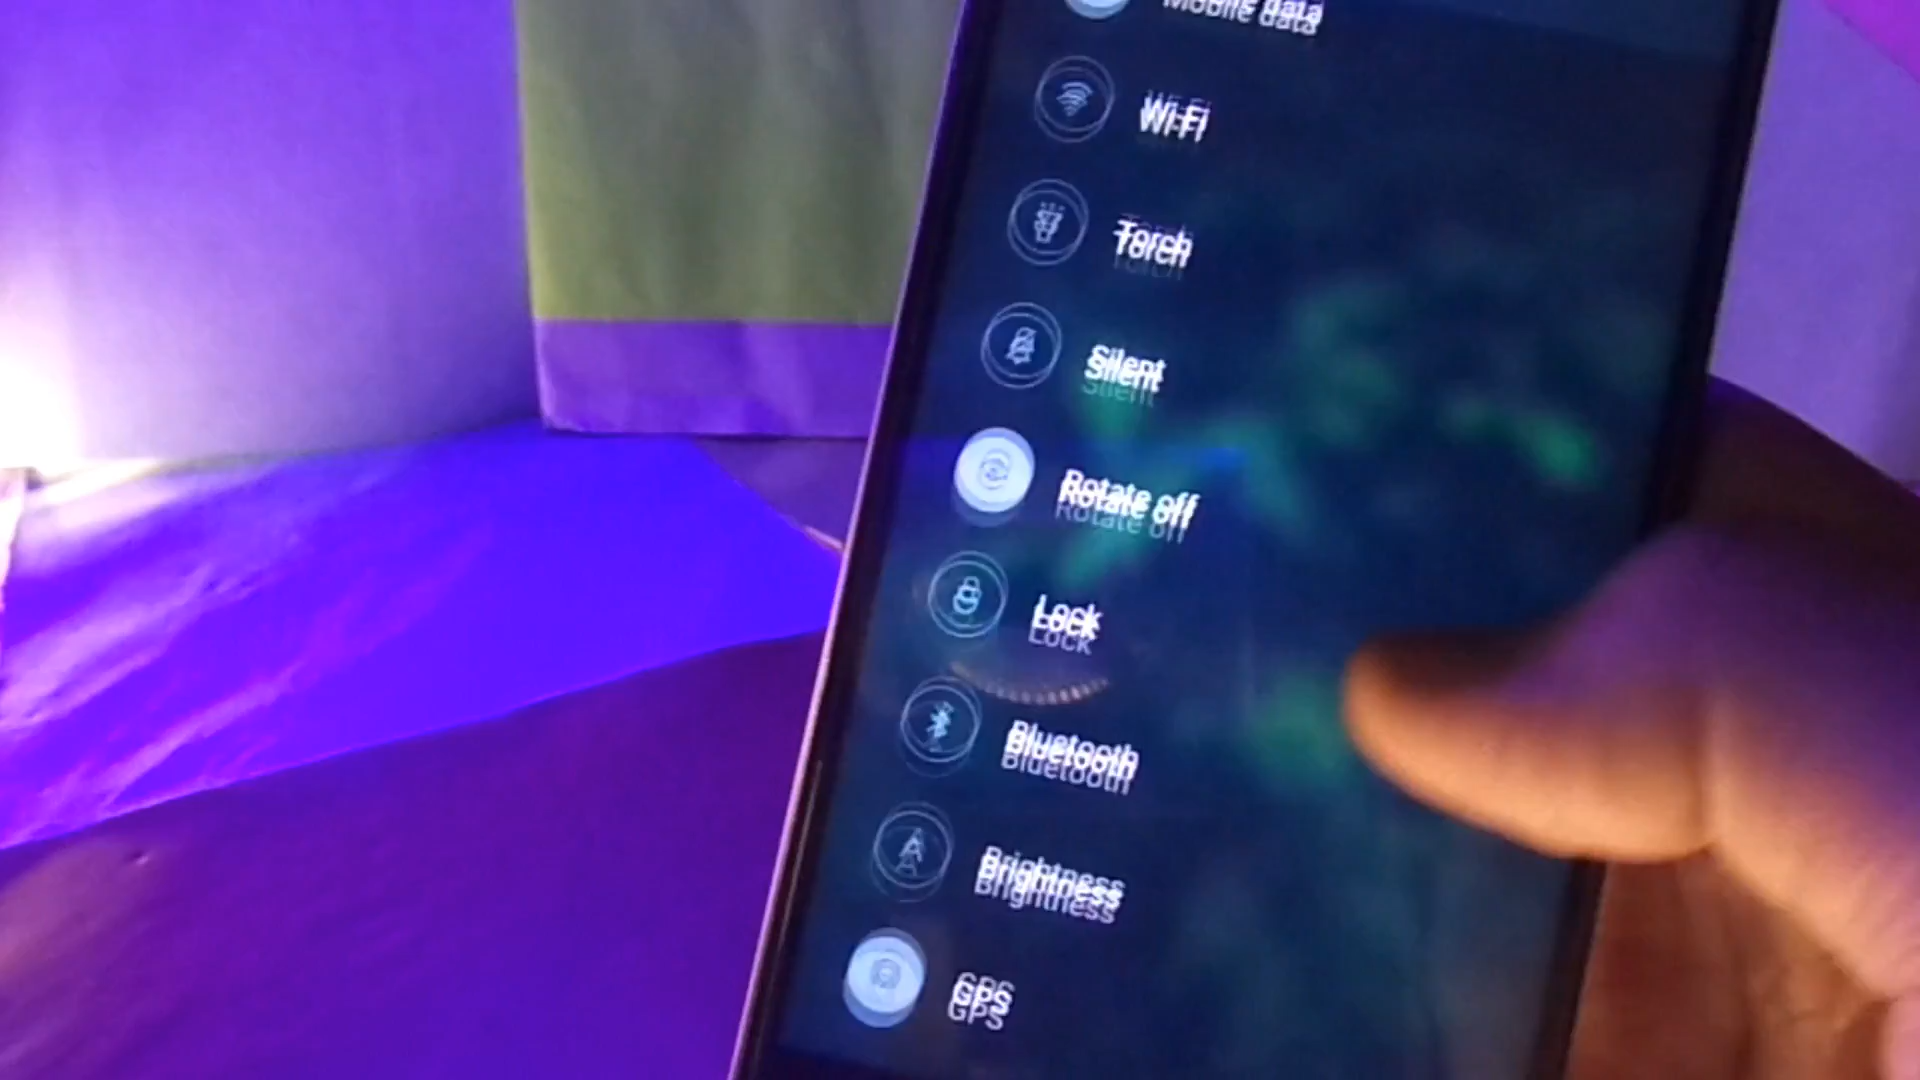 Mobile data
Wi-Fi
Torch
Silent
Rotate off
Lock
Bluetooth
Brightness
GPS